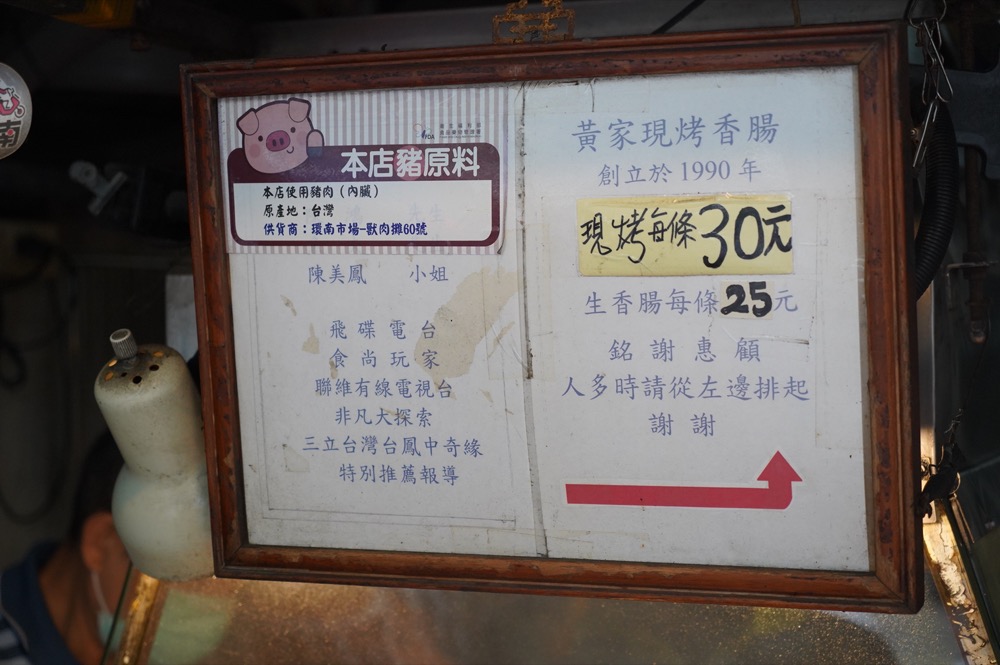 南
FDA
本店豬原料
本店使用豬肉（內臟）
原產地：台灣
供貨商：環南市場-獸肉攤60號
陳美鳳 小姐
飛碟電台
食尚玩家
聯維有線電視台
非凡大探索
三立台灣台鳳中奇緣
特別推薦報導
黃家現烤香腸
創立於 1990 年
現烤每條30元
生香腸每條25元
銘謝惠顧
人多時請從左邊排起
謝謝